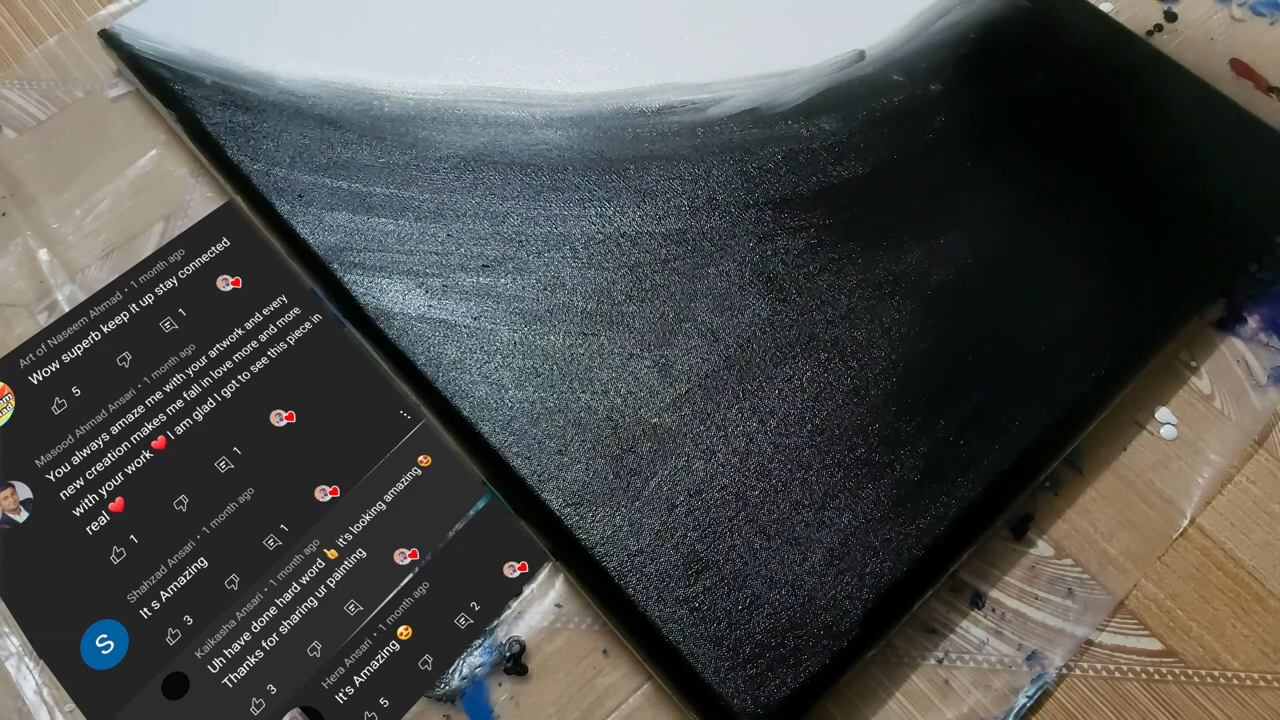 Art of Naseem Ahmad • 1 month ago
Wow superb keep it up stay connected
5
1
Masood Ahmad Ansari • 1 month ago
You always amaze me with your artwork and every
new creation makes me fall in love more and more
with your work ❤️ I am glad I got to see this piece in
real ❤️
1
1
Shahzad Ansari • 1 month ago
It s Amazing
S
3
1
Kaikasha Ansari • 1 month ago
Uh have done hard word 👍 it's looking amazing 😍
Thanks for sharing ur painting
3
Hera Ansari • 1 month ago
It's Amazing 😍
5
2